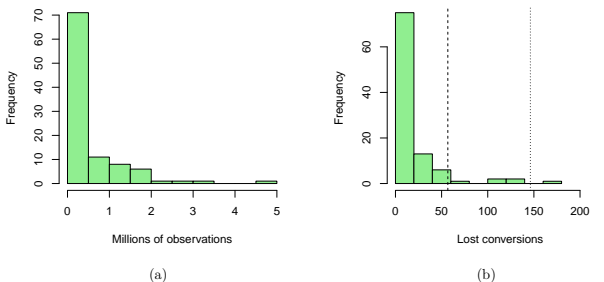 Frequency
0 10 20 30 40 50 60 70
0 1 2 3 4 5
Millions of observations
(a)
Frequency
0 20 40 60
0 50 100 150 200
Lost conversions
(b)